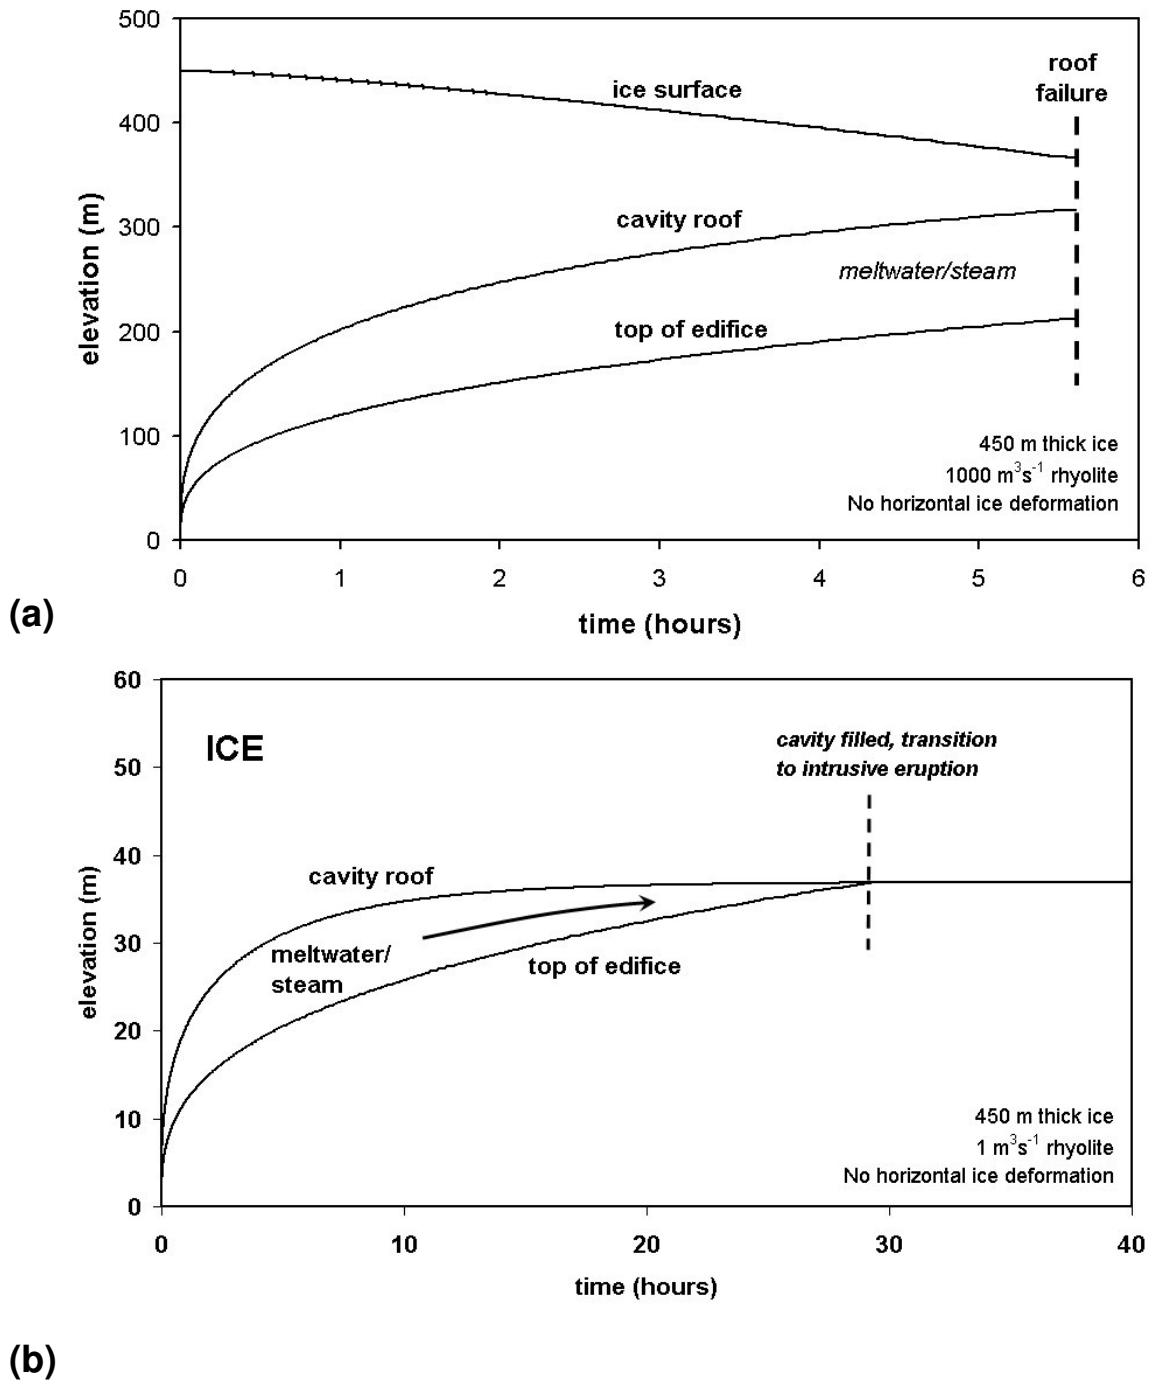 500
400
300
200
100
0
elevation (m)
ice surface
roof
failure
cavity roof
meltwater/steam
top of edifice
450 m thick ice
1000 m³s⁻¹ rhyolite
No horizontal ice deformation
0 1 2 3 4 5 6
time (hours)
(a)
60
50
40
30
20
10
0
elevation (m)
ICE
cavity filled, transition
to intrusive eruption
cavity roof
meltwater/
steam
top of edifice
450 m thick ice
1 m³s⁻¹ rhyolite
No horizontal ice deformation
0 10 20 30 40
time (hours)
(b)